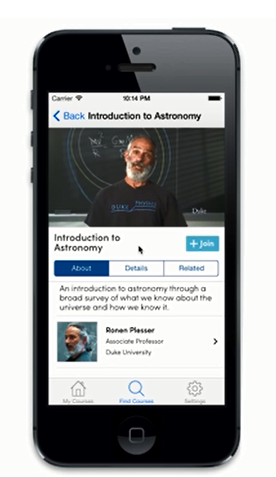 Carrier 10:14 PM
Back Introduction to Astronomy
DUKE PHYSICS
Duke
Introduction to
Astronomy
+ Join
About Details Related
An introduction to astronomy through a
broad survey of what we know about the
universe and how we know it.
Ronen Plesser
Associate Professor
Duke University
My Courses Find Courses Settings